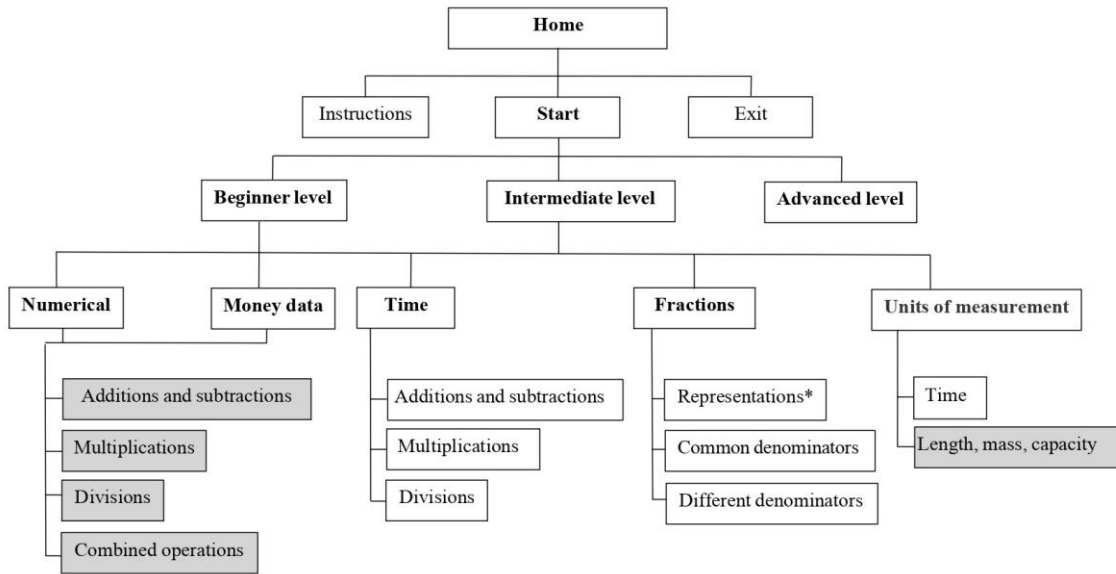 Home
Instructions
Start
Exit
Beginner level
Intermediate level
Advanced level
Numerical
Money data
Time
Fractions
Units of measurement
Additions and subtractions
Multiplications
Divisions
Combined operations
Additions and subtractions
Multiplications
Divisions
Representations*
Common denominators
Different denominators
Time
Length, mass, capacity